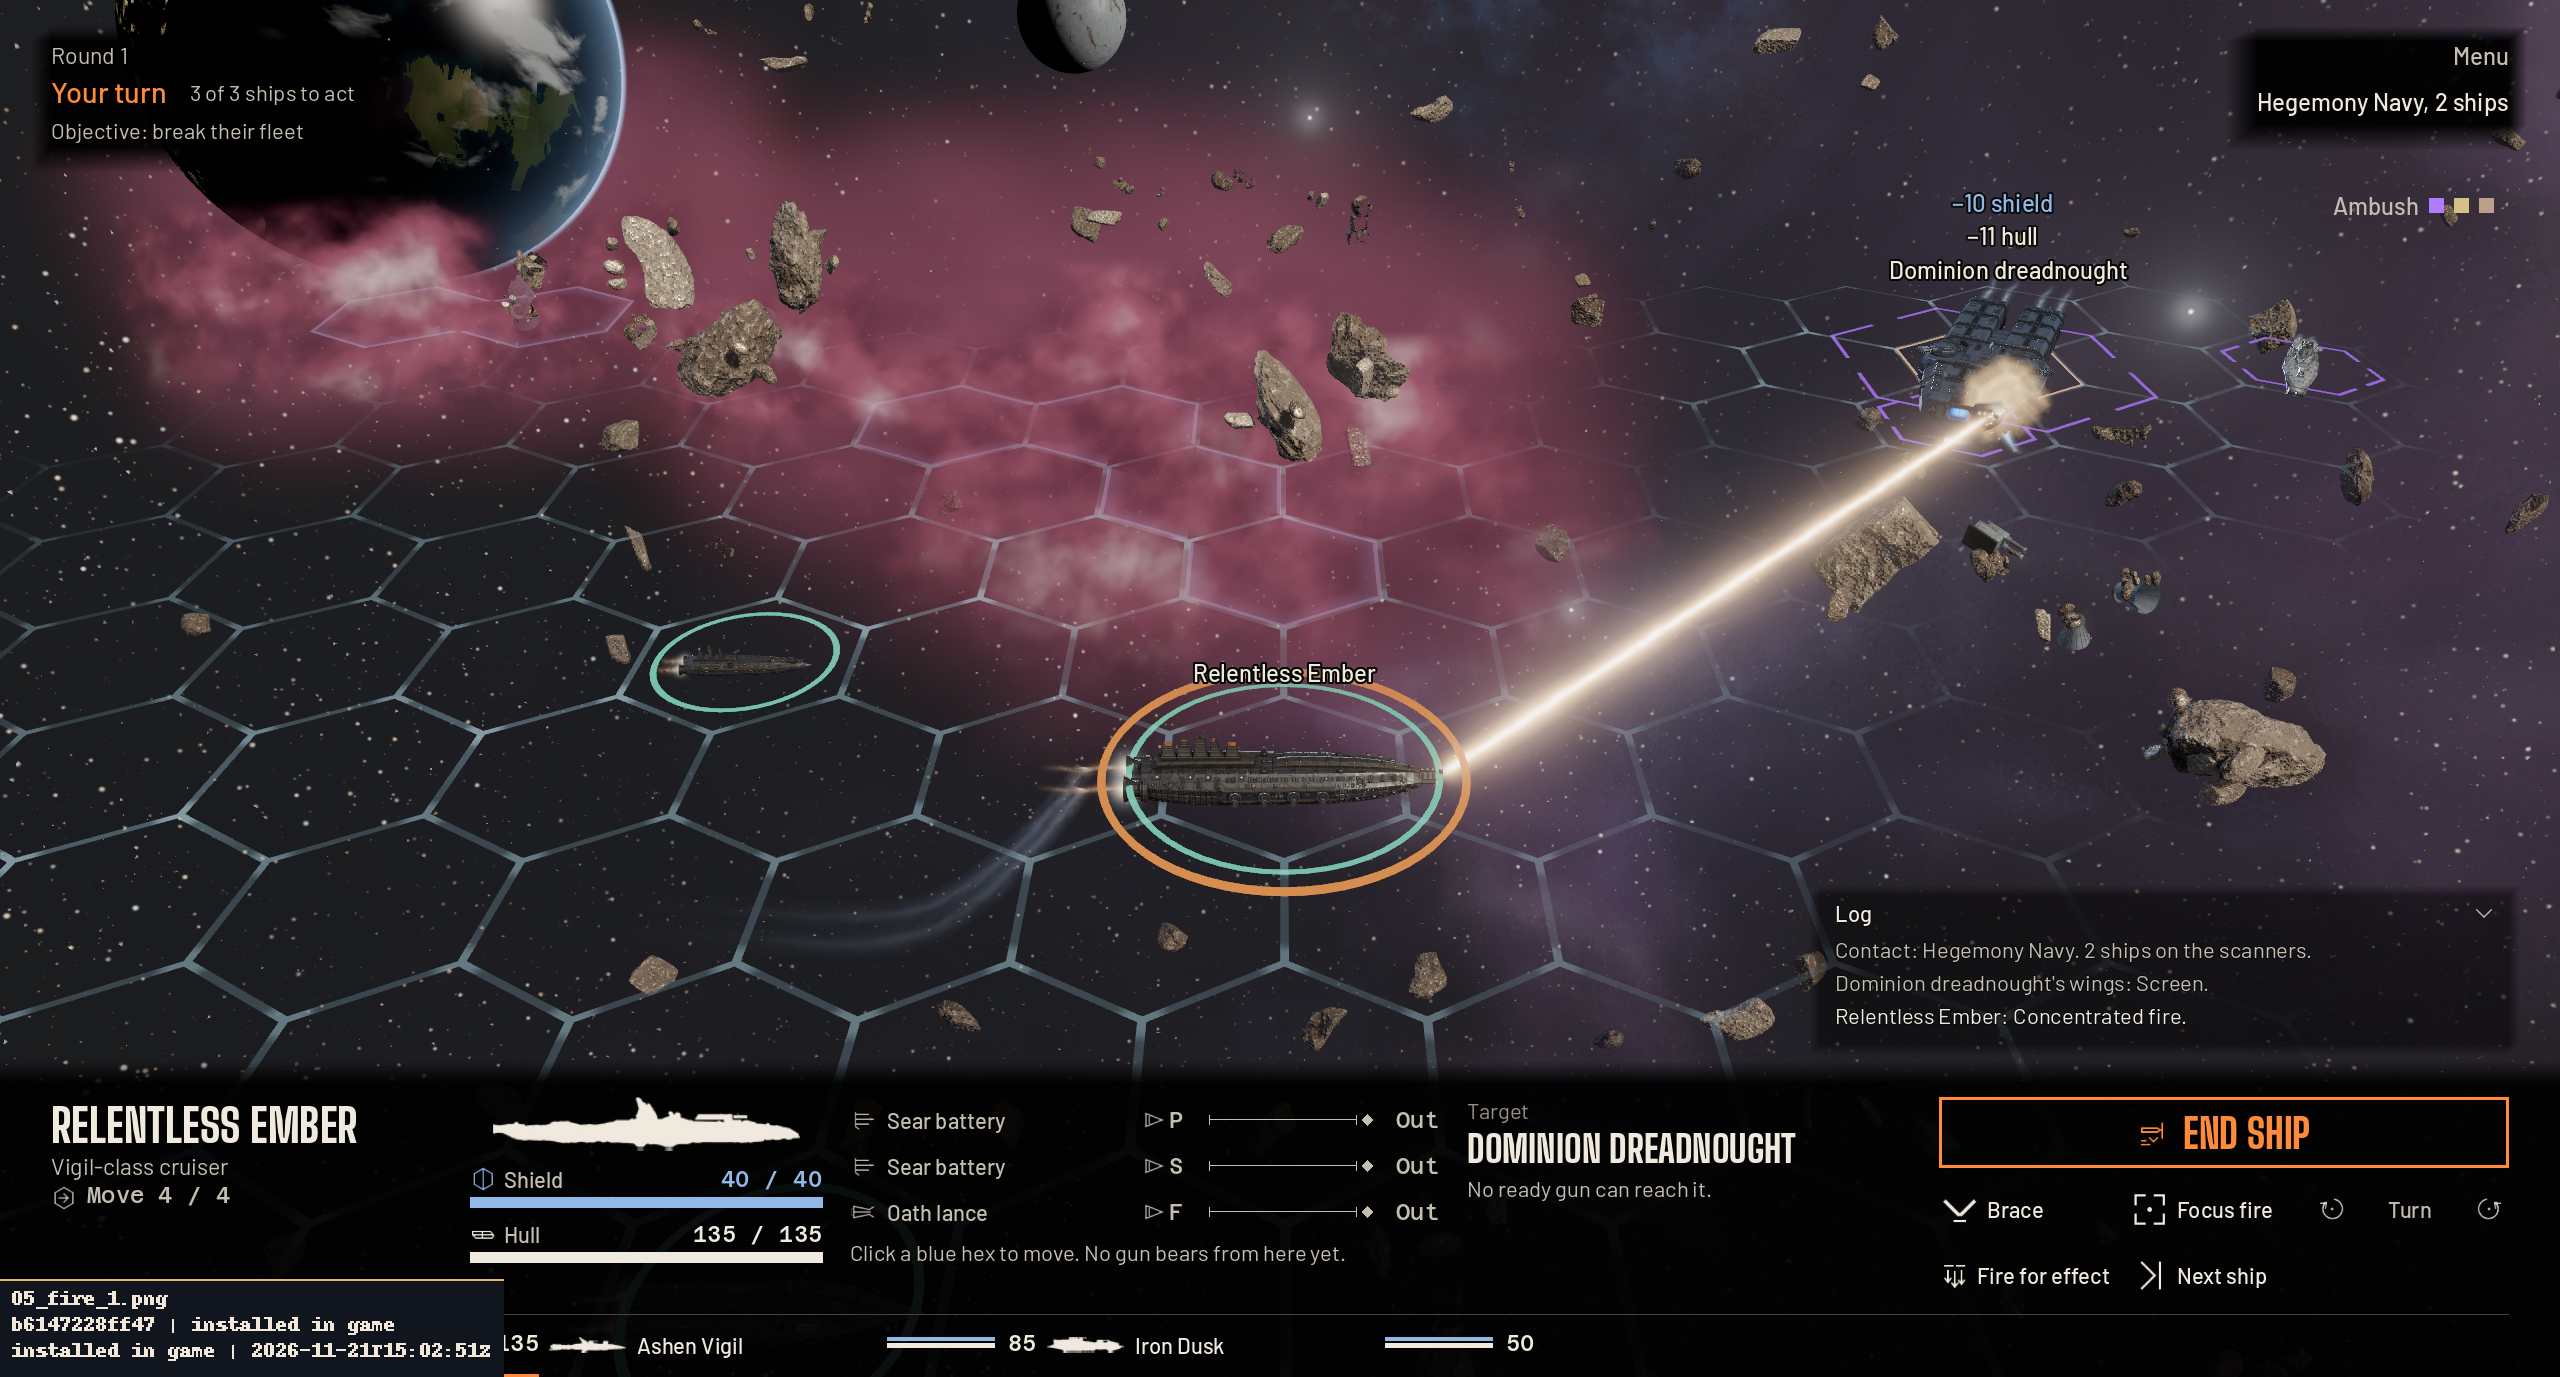 Round 1
Your turn 3 of 3 ships to act
Objective: break their fleet
Menu
Hegemony Navy, 2 ships
Ambush
−10 shield
−11 hull
Dominion dreadnought
Relentless Ember
Log
Contact: Hegemony Navy. 2 ships on the scanners.
Dominion dreadnought's wings: Screen.
Relentless Ember: Concentrated fire.
RELENTLESS EMBER
Vigil-class cruiser
Move 4 / 4
Shield 40 / 40
Hull 135 / 135
Sear battery P Out
Sear battery S Out
Oath lance F Out
Click a blue hex to move. No gun bears from here yet.
Target
DOMINION DREADNOUGHT
No ready gun can reach it.
END SHIP
Brace Focus fire Turn
Fire for effect Next ship
05_fire_1.png
b6147228ff47 | installed in game
installed in game | 2026-11-21T15:02:51Z
135 Ashen Vigil 85 Iron Dusk 50